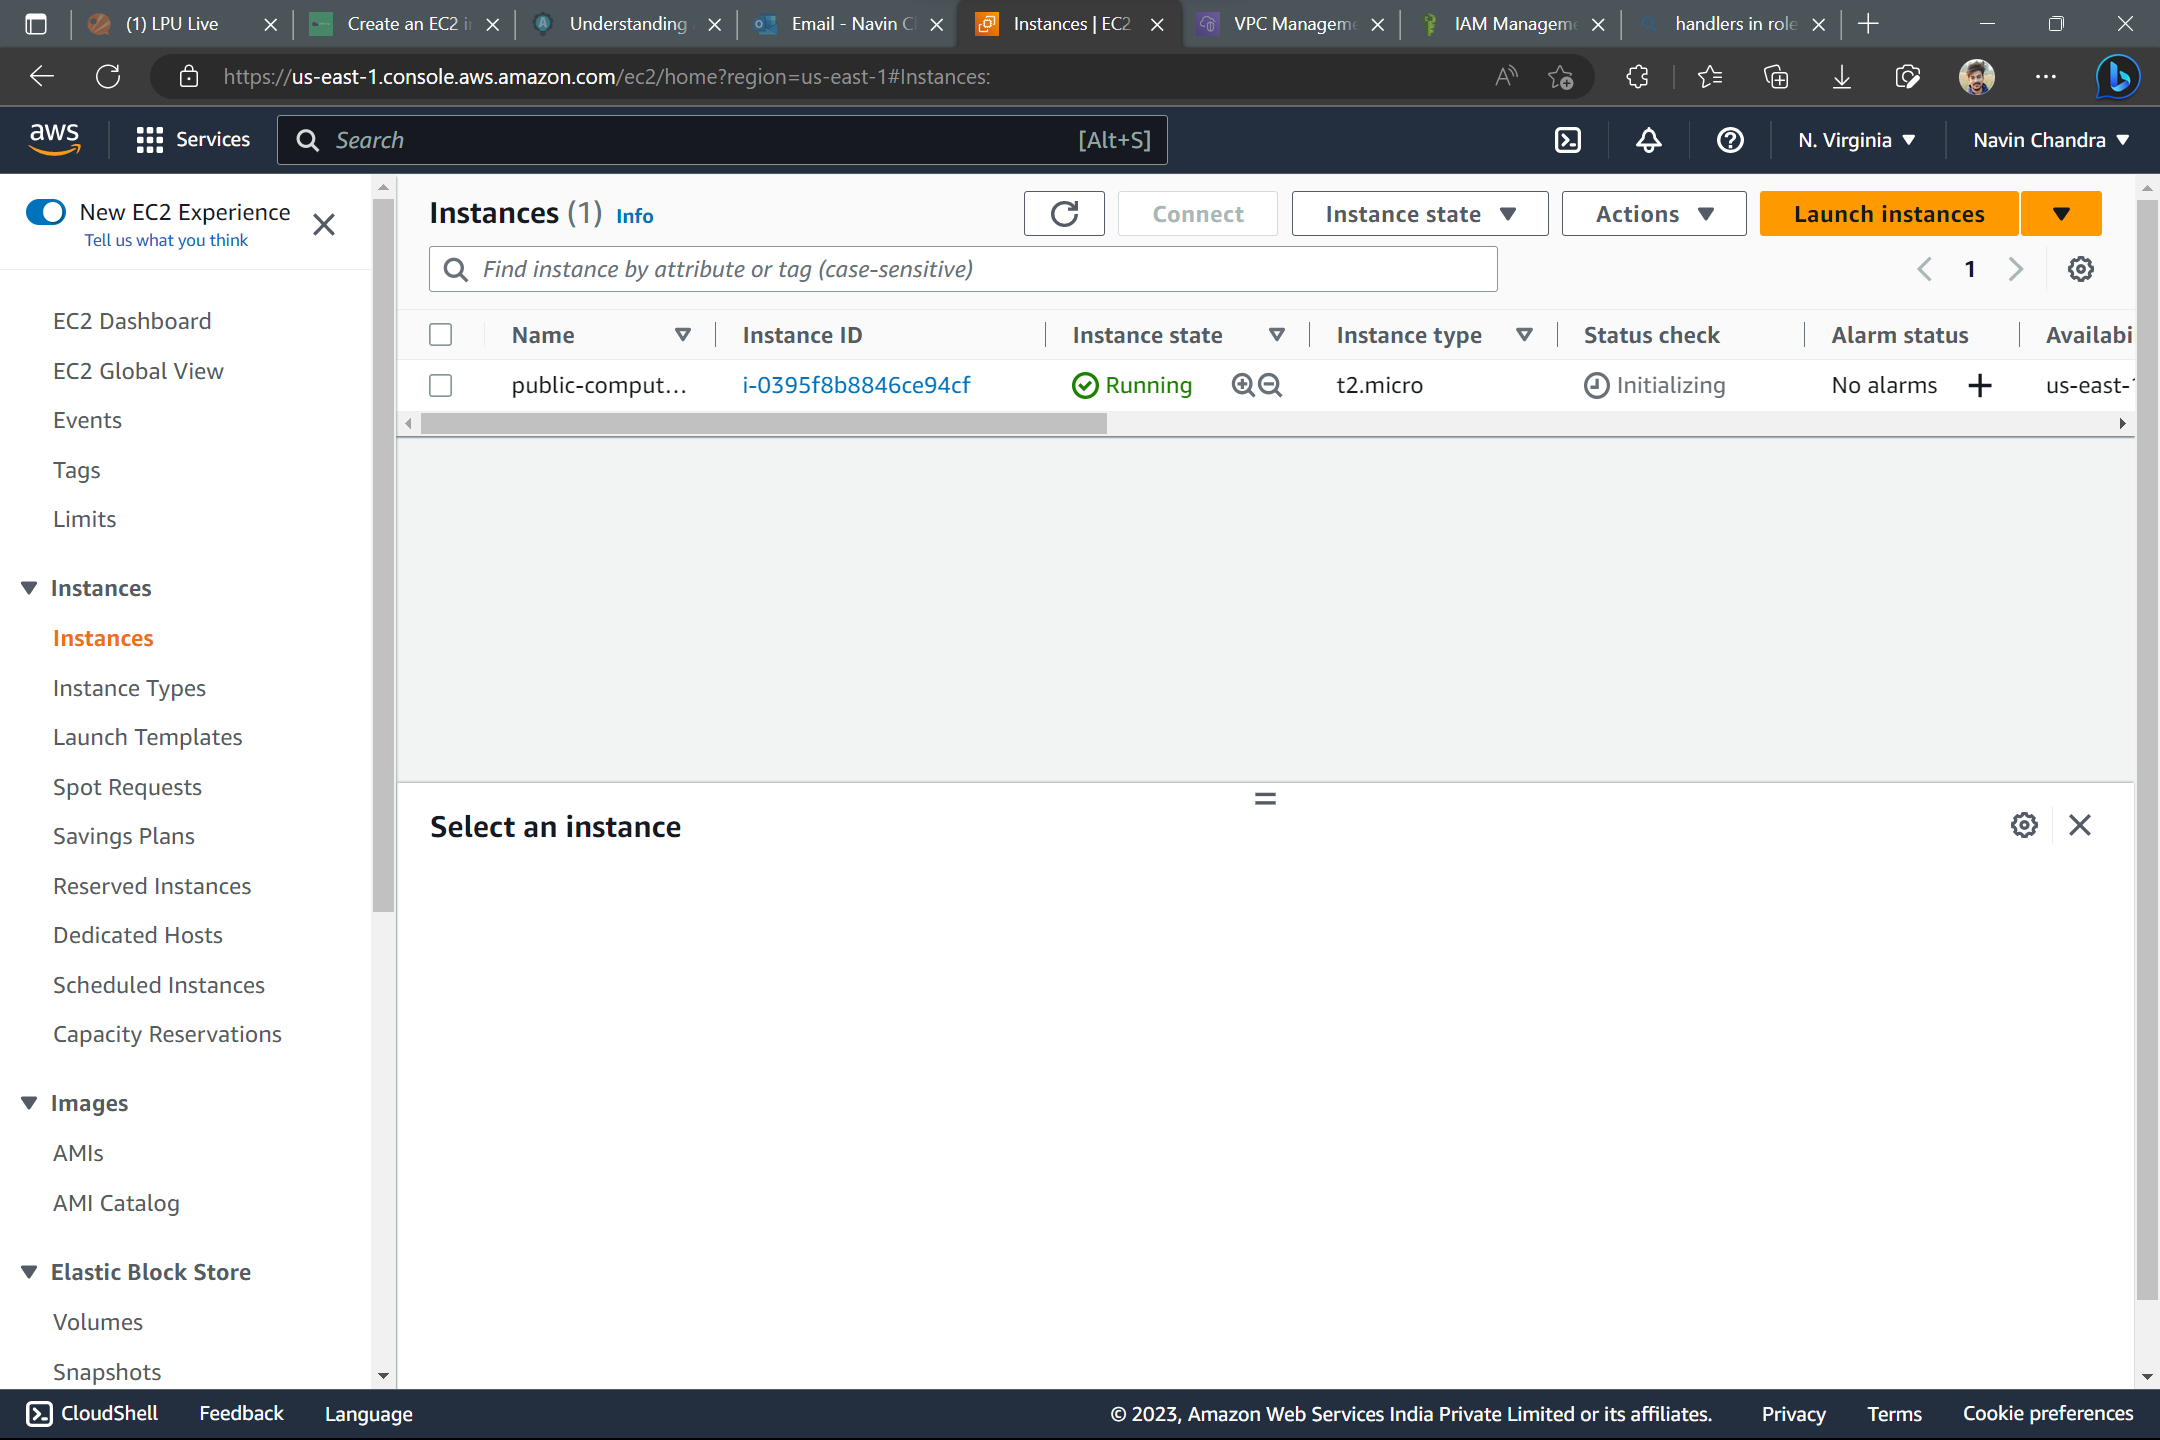 (1) LPU Live
Create an EC2 i
Understanding
Email - Navin C
Instances | EC2
VPC Managem
IAM Managem
handlers in role
https://us-east-1.console.aws.amazon.com/ec2/home?region=us-east-1#Instances:
aws
Services
Search
[Alt+S]
N. Virginia
Navin Chandra
New EC2 Experience
Tell us what you think
EC2 Dashboard
EC2 Global View
Events
Tags
Limits
Instances
Instances
Instance Types
Launch Templates
Spot Requests
Savings Plans
Reserved Instances
Dedicated Hosts
Scheduled Instances
Capacity Reservations
Images
AMIs
AMI Catalog
Elastic Block Store
Volumes
Snapshots
Instances (1) Info
Connect
Instance state
Actions
Launch instances
Find instance by attribute or tag (case-sensitive)
1
Name
Instance ID
Instance state
Instance type
Status check
Alarm status
Availabi
public-comput...
i-0395f8b8846ce94cf
Running
t2.micro
Initializing
No alarms
us-east-1
Select an instance
CloudShell
Feedback
Language
© 2023, Amazon Web Services India Private Limited or its affiliates.
Privacy
Terms
Cookie preferences